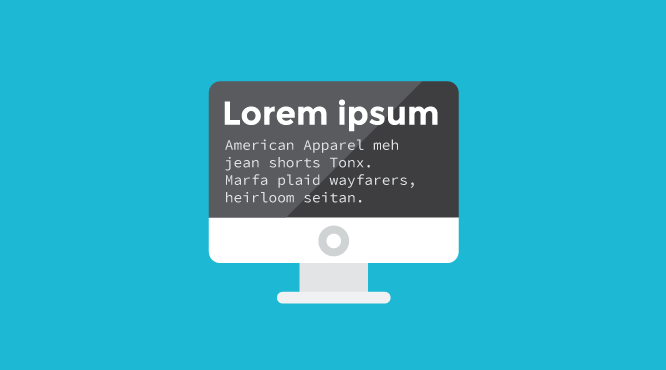 Lorem ipsum
American Apparel meh
jean shorts Tonx.
Marfa plaid wayfarers,
heirloom seitan.